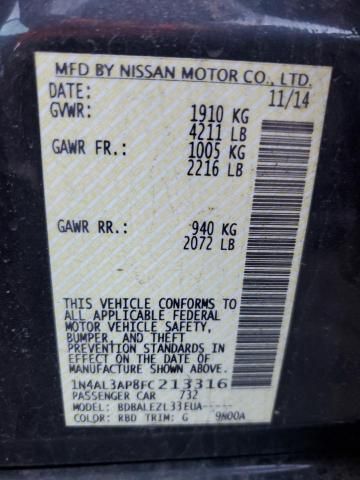 MFD BY NISSAN MOTOR CO., LTD.
DATE: 11/14
GVWR: 1910 KG
4211 LB
GAWR FR.: 1005 KG
2216 LB
GAWR RR.: 940 KG
2072 LB
THIS VEHICLE CONFORMS TO
ALL APPLICABLE FEDERAL
MOTOR VEHICLE SAFETY,
BUMPER, AND THEFT
PREVENTION STANDARDS
IN EFFECT ON THE DATE OF
MANUFACTURE SHOWN ABOVE.
1N4AL3AP8FC213316
PASSENGER CAR 732
MODEL: BDBALEZL33EUA-----
COLOR: RBD TRIM: G 9800A